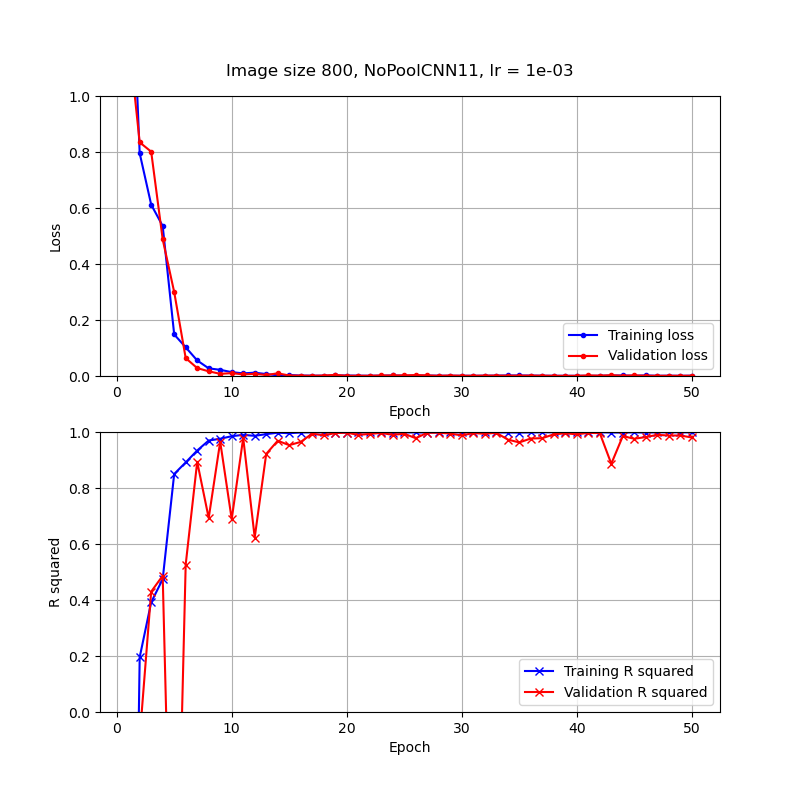 Image size 800, NoPoolCNN11, lr = 1e-03
1.0
0.8
0.6
0.4
0.2
0.0
Loss
0 10 20 30 40 50
Epoch
Training loss
Validation loss
1.0
0.8
0.6
0.4
0.2
0.0
R squared
0 10 20 30 40 50
Epoch
Training R squared
Validation R squared